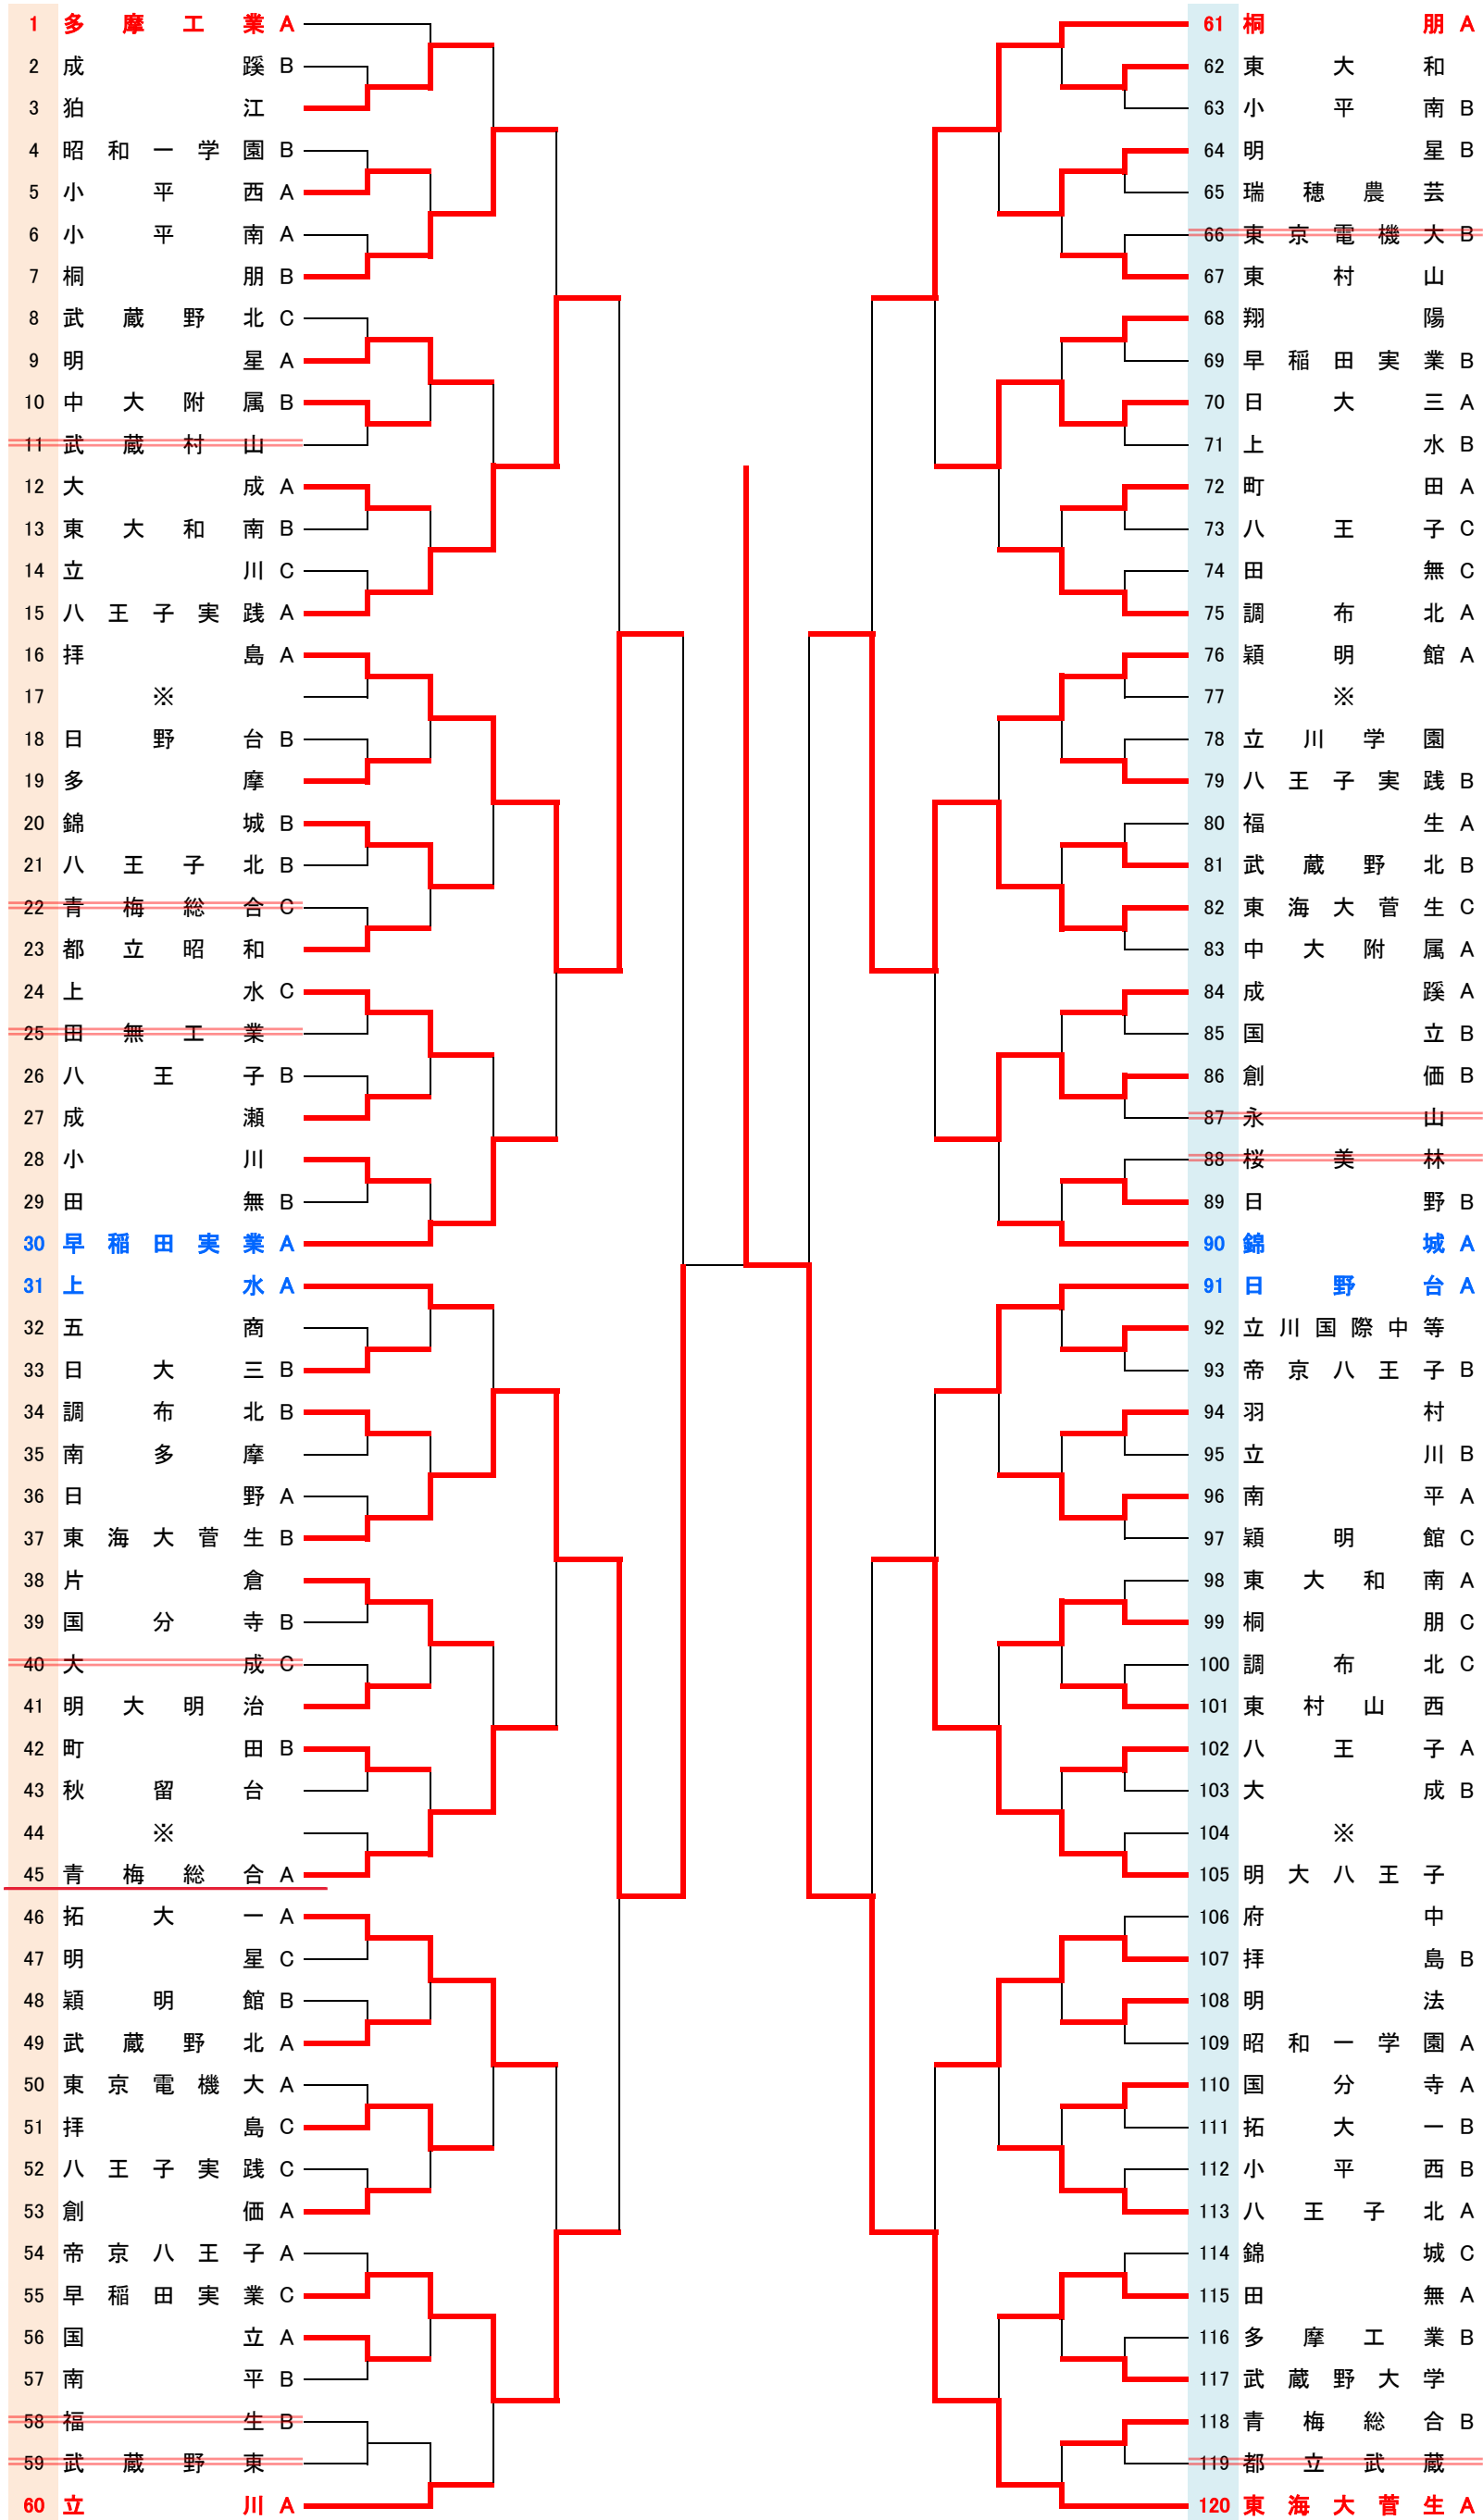 1 多摩工業 A
2 成蹊 B
3 狛江
4 昭和一学園 B
5 小平西 A
6 小平南 A
7 桐朋 B
8 武蔵野北 C
9 明星 A
10 中大附属 B
11 武蔵村山
12 大成 A
13 東大和南 B
14 立川 C
15 八王子実践 A
16 拝島 A
17 ※
18 日野台 B
19 多摩
20 錦城 B
21 八王子北 B
22 青梅総合 C
23 都立昭和
24 上水 C
25 田無工業
26 八王子 B
27 成瀬
28 小川
29 田無 B
30 早稲田実業 A
31 上水 A
32 五商
33 日大三 B
34 調布北 B
35 南多摩
36 日野 A
37 東海大菅生 B
38 片倉
39 国分寺 B
40 大成 C
41 明大明治
42 町田 B
43 秋留台
44 ※
45 青梅総合 A
46 拓大一 A
47 明星 C
48 穎明館 B
49 武蔵野北 A
50 東京電機大 A
51 拝島 C
52 八王子実践 C
53 創価 A
54 帝京八王子 A
55 早稲田実業 C
56 国立 A
57 南平 B
58 福生 B
59 武蔵野東
60 立川 A
61 桐朋 A
62 東大和
63 小平南 B
64 明星 B
65 瑞穂農芸
66 東京電機大 B
67 東村山
68 翔陽
69 早稲田実業 B
70 日大三 A
71 上水 B
72 町田 A
73 八王子 C
74 田無 C
75 調布北 A
76 穎明館 A
77 ※
78 立川学園
79 八王子実践 B
80 福生 A
81 武蔵野北 B
82 東海大菅生 C
83 中大附属 A
84 成蹊 A
85 国立 B
86 創価 B
87 永山
88 桜美林
89 日野 B
90 錦城 A
91 日野台 A
92 立川国際中等
93 帝京八王子 B
94 羽村
95 立川 B
96 南平 A
97 穎明館 C
98 東大和南 A
99 桐朋 C
100 調布北 C
101 東村山西
102 八王子 A
103 大成 B
104 ※
105 明大八王子
106 府中
107 拝島 B
108 明法
109 昭和一学園 A
110 国分寺 A
111 拓大一 B
112 小平西 B
113 八王子北 A
114 錦城 C
115 田無 A
116 多摩工業 B
117 武蔵野大学
118 青梅総合 B
119 都立武蔵
120 東海大菅生 A